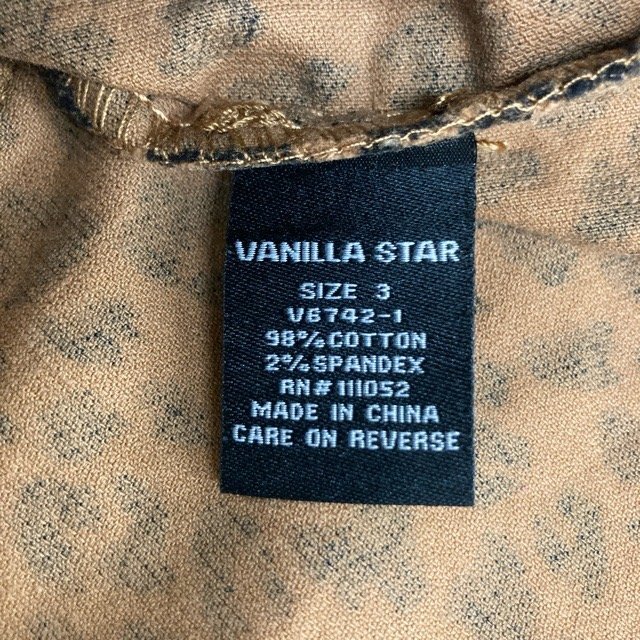 VANILLA STAR
SIZE 3
V6742-1
98% COTTON
2% SPANDEX
RN# 111052
MADE IN CHINA
CARE ON REVERSE